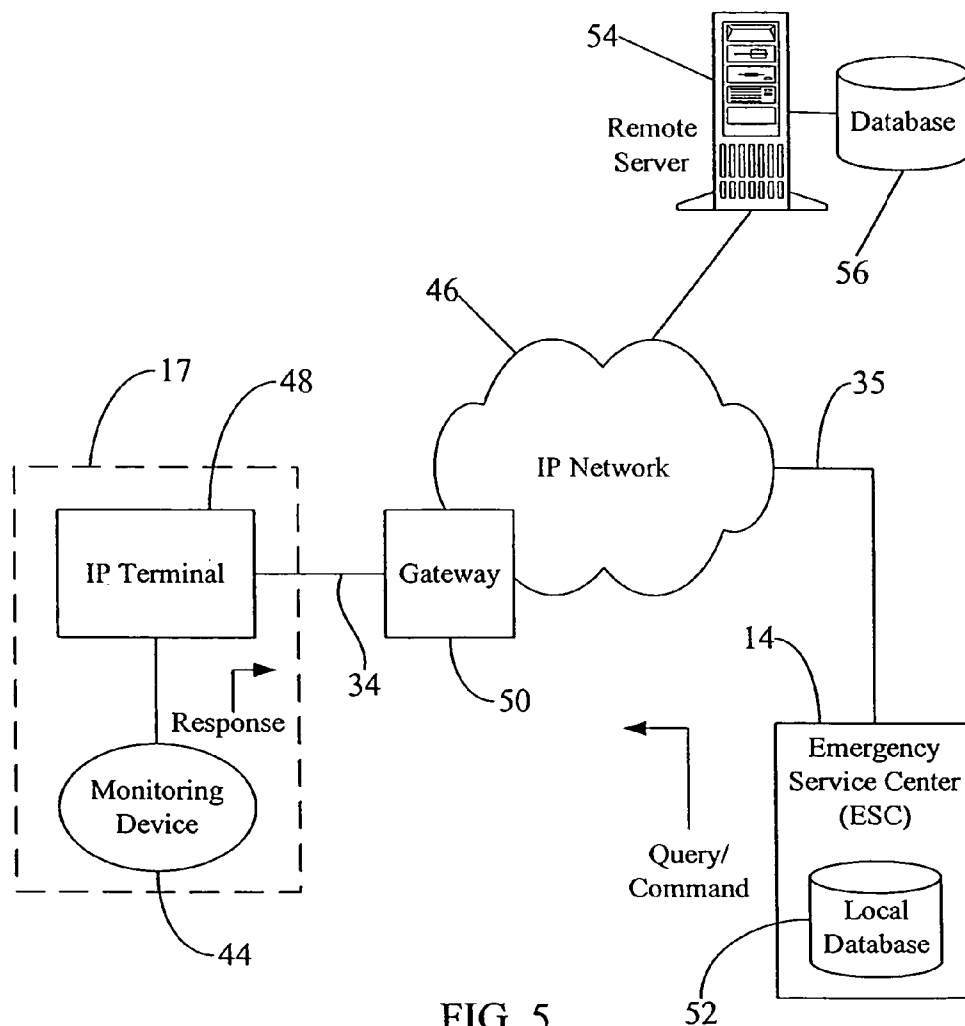 54
Remote
Server
Database
56
46
17
48
35
IP Network
IP Terminal
Gateway
34
50
14
Response
Emergency
Service Center
(ESC)
Monitoring
Device
Query/
Command
Local
Database
44
52
FIG. 5